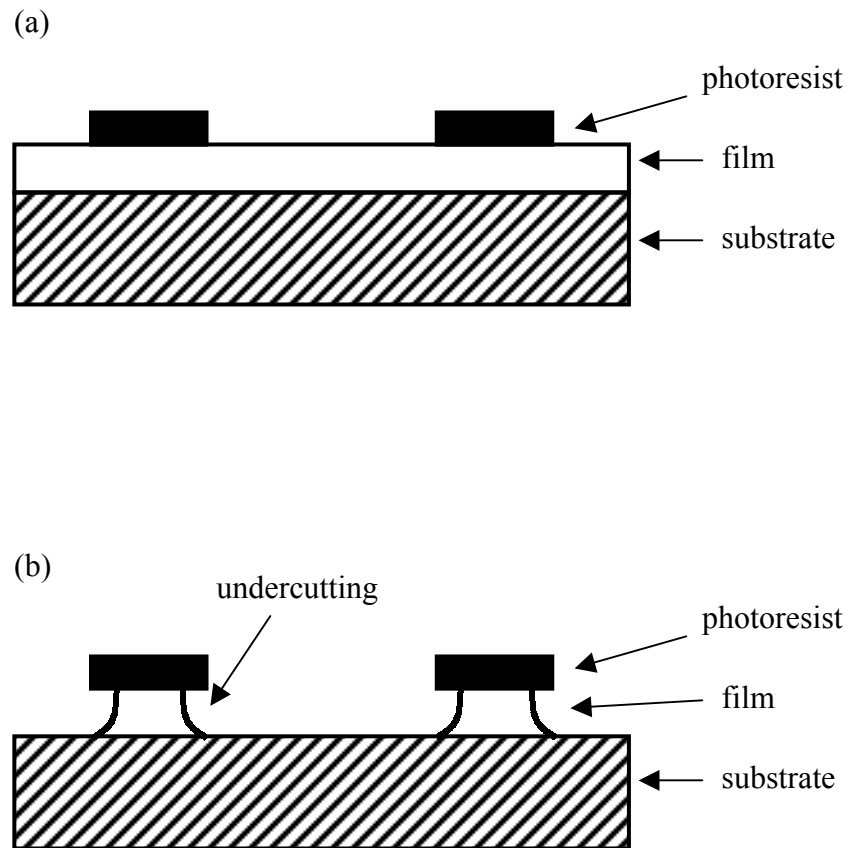 (a)
photoresist
film
substrate
(b)
undercutting
photoresist
film
substrate